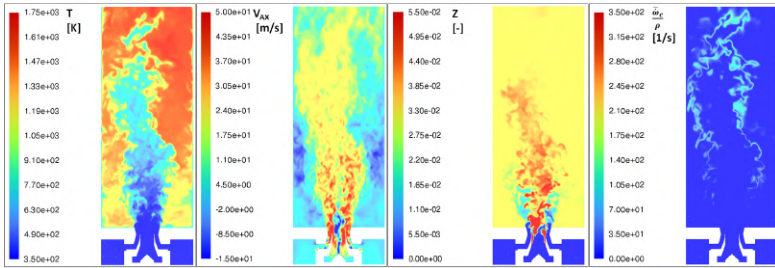 1.75e+03
1.61e+03
1.47e+03
1.33e+03
1.19e+03
1.05e+03
9.10e+02
7.70e+02
6.30e+02
4.90e+02
3.50e+02
T
[K]
5.00e+01
4.35e+01
3.70e+01
3.05e+01
2.40e+01
1.75e+01
1.10e+01
4.50e+00
-2.00e+00
-8.50e+00
-1.50e+01
V_AX
[m/s]
5.50e-02
4.95e-02
4.40e-02
3.85e-02
3.30e-02
2.75e-02
2.20e-02
1.65e-02
1.10e-02
5.50e-03
0.00e+00
Z
[-]
3.50e+02
3.15e+02
2.80e+02
2.45e+02
2.10e+02
1.75e+02
1.40e+02
1.05e+02
7.00e+01
3.50e+01
0.00e+00
ω̇_c
ρ
[1/s]